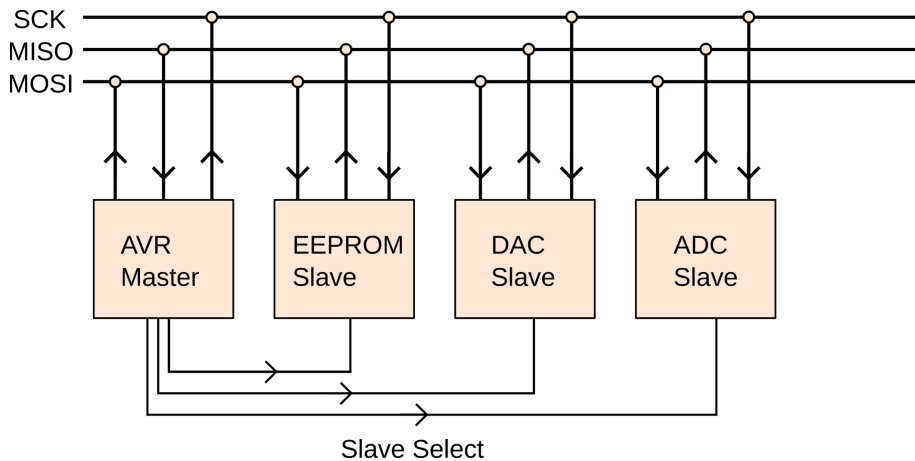 SCK
MISO
MOSI
AVR
Master
EEPROM
Slave
DAC
Slave
ADC
Slave
Slave Select